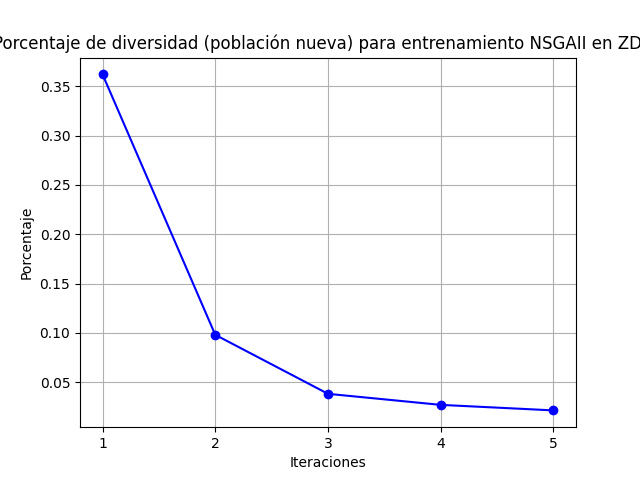 Porcentaje de diversidad (población nueva) para entrenamiento NSGAII en ZD
0.35
0.30
0.25
0.20
0.15
0.10
0.05
Porcentaje
1 2 3 4 5
Iteraciones